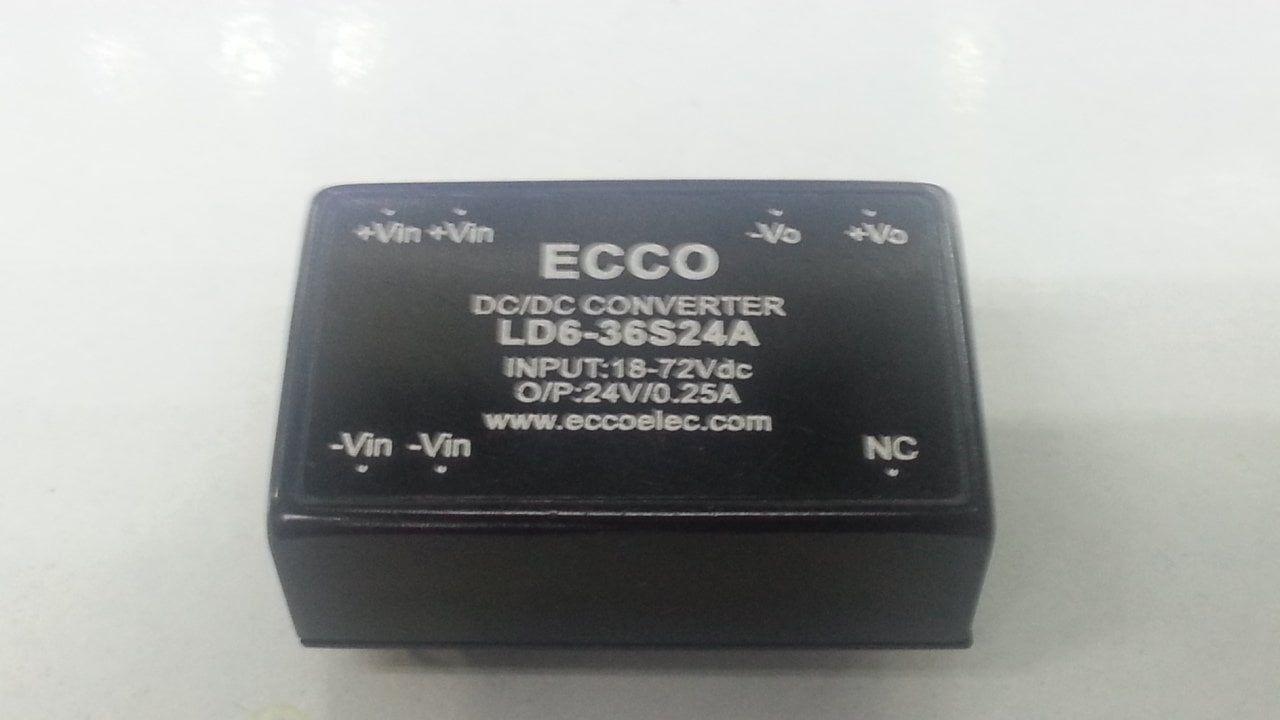 +Vin +Vin -Vo +Vo
ECCO
DC/DC CONVERTER
LD6-36S24A
INPUT:18-72Vdc
O/P:24V/0.25A
www.eccoelec.com
-Vin -Vin NC